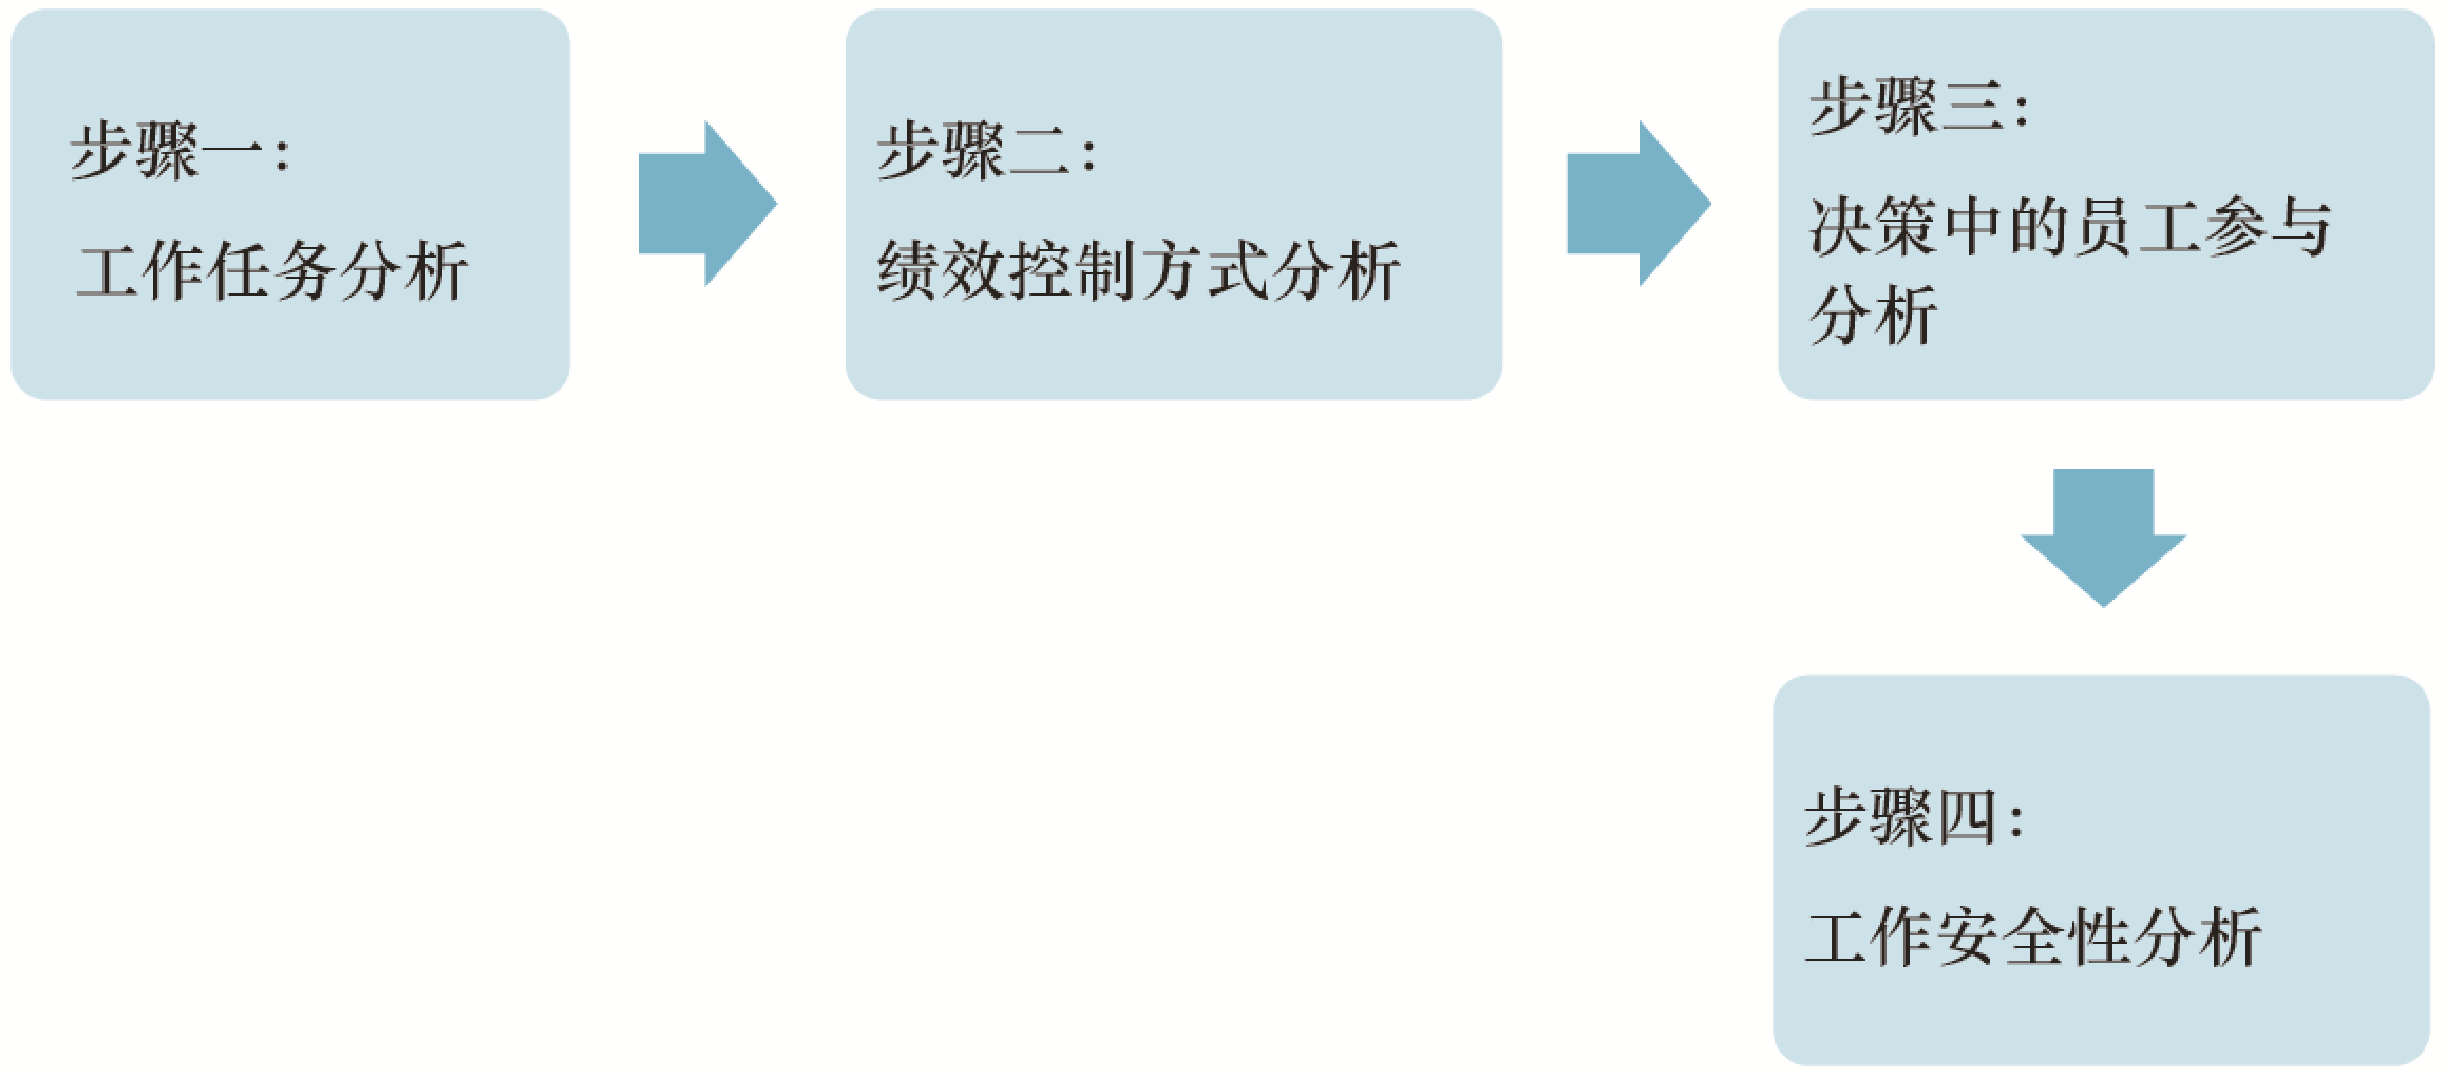 步骤一：
工作任务分析
步骤二：
绩效控制方式分析
步骤三：
决策中的员工参与
分析
步骤四：
工作安全性分析